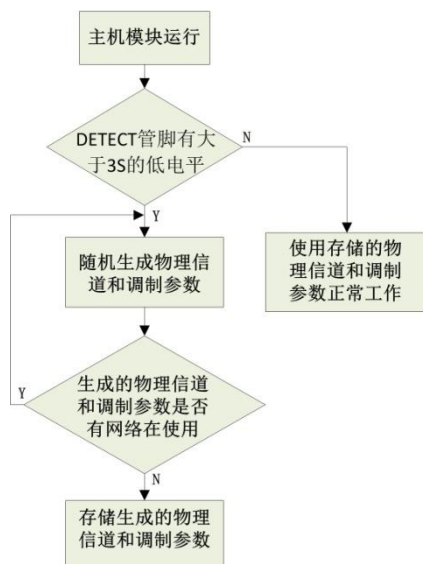 主机模块运行
DETECT管脚有大
于3S的低电平
N
Y
随机生成物理信
道和调制参数
使用存储的物
理信道和调制
参数正常工作
Y
生成的物理信道
和调制参数是否
有网络在使用
N
存储生成的物理
信道和调制参数